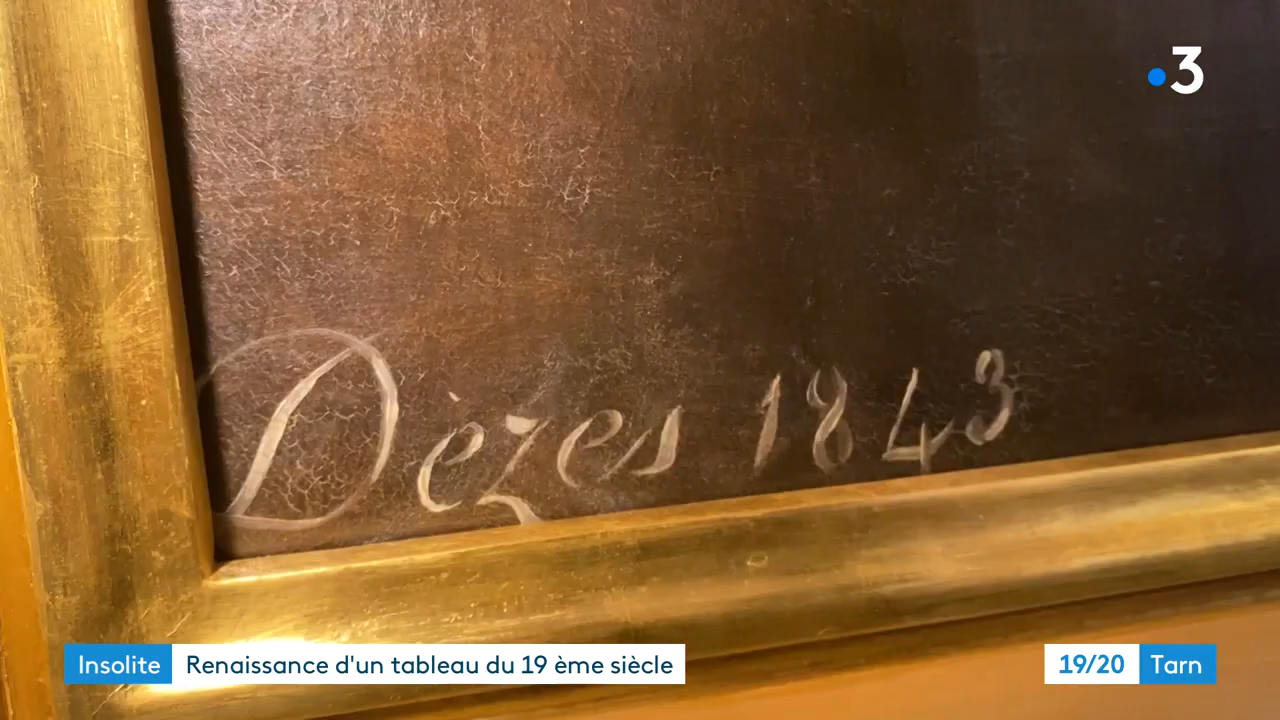 3
Dèzes 1843
Insolite Renaissance d'un tableau du 19 ème siècle
19/20 Tarn